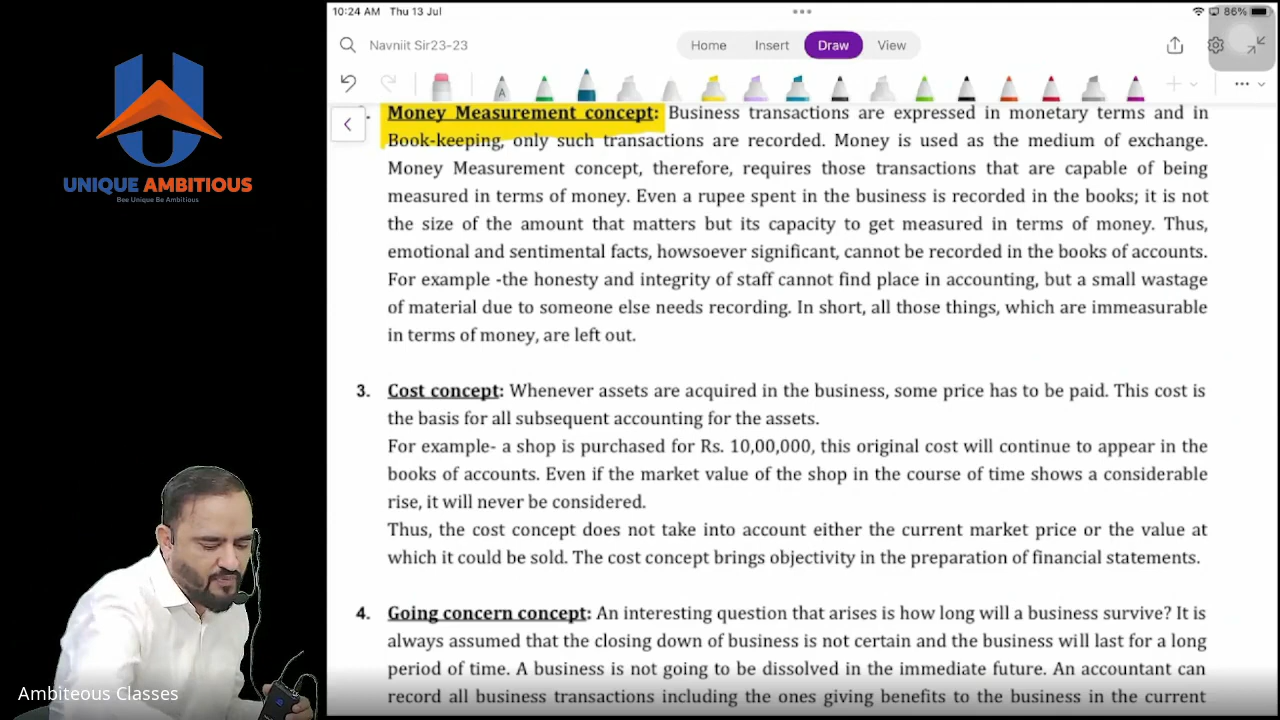 10:24 AM Thu 13 Jul
86%
Navniit Sir23-23
Home Insert Draw View
A
Money Measurement concept: Business transactions are expressed in monetary terms and in
Book-keeping, only such transactions are recorded. Money is used as the medium of exchange.
Money Measurement concept, therefore, requires those transactions that are capable of being
measured in terms of money. Even a rupee spent in the business is recorded in the books; it is not
the size of the amount that matters but its capacity to get measured in terms of money. Thus,
emotional and sentimental facts, howsoever significant, cannot be recorded in the books of accounts.
For example -the honesty and integrity of staff cannot find place in accounting, but a small wastage
of material due to someone else needs recording. In short, all those things, which are immeasurable
in terms of money, are left out.
3. Cost concept: Whenever assets are acquired in the business, some price has to be paid. This cost is
the basis for all subsequent accounting for the assets.
For example- a shop is purchased for Rs. 10,00,000, this original cost will continue to appear in the
books of accounts. Even if the market value of the shop in the course of time shows a considerable
rise, it will never be considered.
Thus, the cost concept does not take into account either the current market price or the value at
which it could be sold. The cost concept brings objectivity in the preparation of financial statements.
4. Going concern concept: An interesting question that arises is how long will a business survive? It is
always assumed that the closing down of business is not certain and the business will last for a long
period of time. A business is not going to be dissolved in the immediate future. An accountant can
record all business transactions including the ones giving benefits to the business in the current
UNIQUE AMBITIOUS
Bee Unique Be Ambitious
Ambiteous Classes